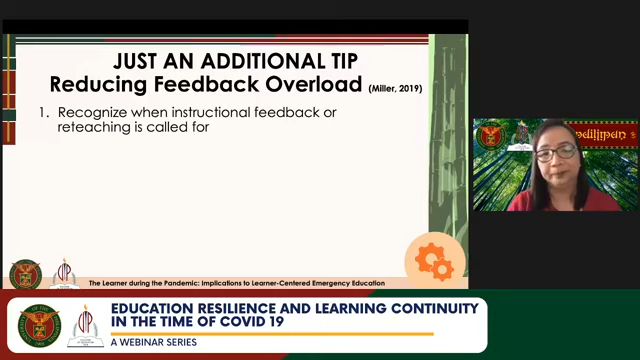 JUST AN ADDITIONAL TIP
Reducing Feedback Overload (Miller, 2019)
1. Recognize when instructional feedback or
reteaching is called for
The Learner during the Pandemic: Implications to Learner-Centered Emergency Education
EDUCATION RESILIENCE AND LEARNING CONTINUITY
IN THE TIME OF COVID 19
A WEBINAR SERIES